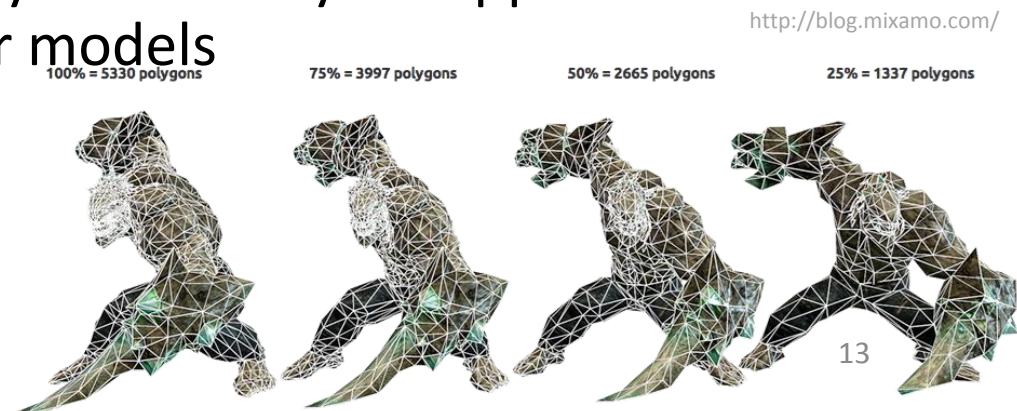 http://blog.mixamo.com/
r models
100% = 5330 polygons 75% = 3997 polygons 50% = 2665 polygons 25% = 1337 polygons
13